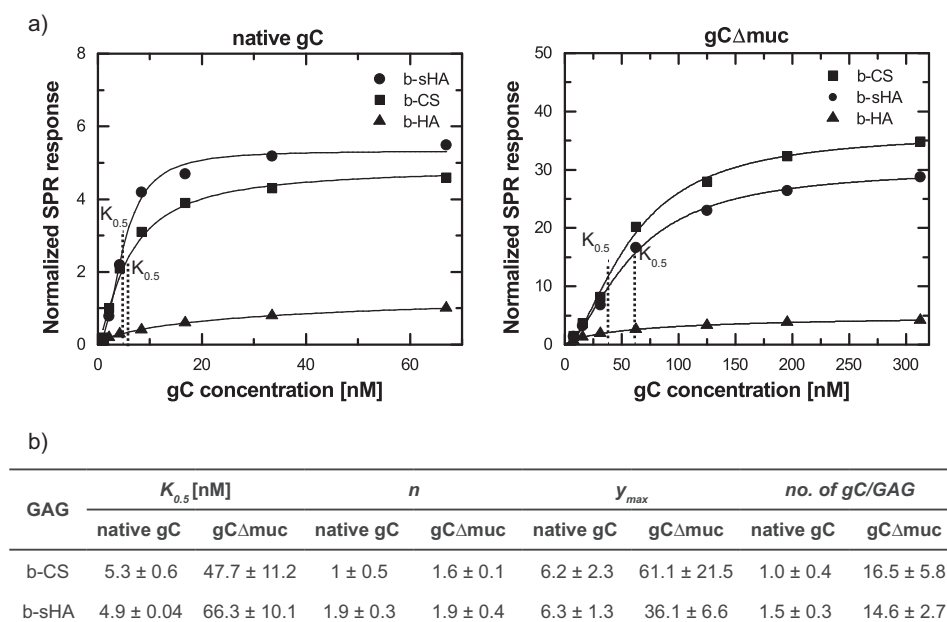 a)
native gC
Normalized SPR response
8
6
4
2
0
b-sHA
b-CS
b-HA
K0.5
K0.5
0 20 40 60
gC concentration [nM]
gCΔmuc
Normalized SPR response
50
40
30
20
10
0
b-CS
b-sHA
b-HA
K0.5
K0.5
0 50 100 150 200 250 300
gC concentration [nM]
b)
GAG K0.5 [nM] n ymax no. of gC/GAG
native gC gCΔmuc native gC gCΔmuc native gC gCΔmuc native gC gCΔmuc
b-CS 5.3 ± 0.6 47.7 ± 11.2 1 ± 0.5 1.6 ± 0.1 6.2 ± 2.3 61.1 ± 21.5 1.0 ± 0.4 16.5 ± 5.8
b-sHA 4.9 ± 0.04 66.3 ± 10.1 1.9 ± 0.3 1.9 ± 0.4 6.3 ± 1.3 36.1 ± 6.6 1.5 ± 0.3 14.6 ± 2.7